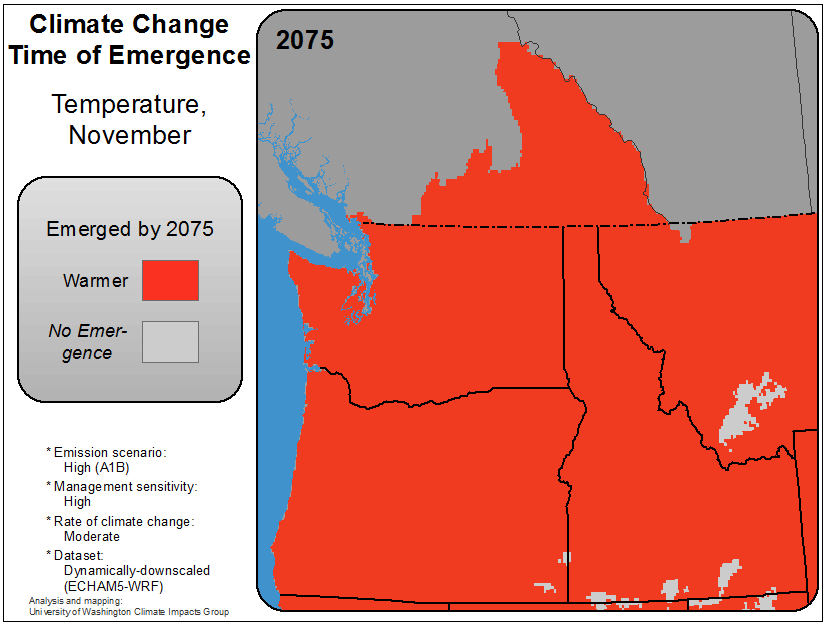 Climate Change
Time of Emergence
Temperature,
November
Emerged by 2075
Warmer
No Emer-
gence
* Emission scenario:
High (A1B)
* Management sensitivity:
High
* Rate of climate change:
Moderate
* Dataset:
Dynamically-downscaled
(ECHAM5-WRF)
Analysis and mapping:
University of Washington Climate Impacts Group
2075